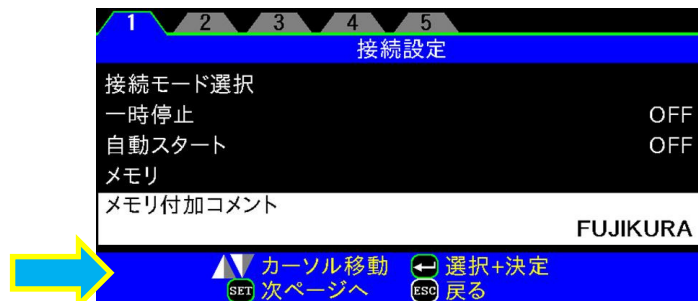 1 2 3 4 5
接続設定
接続モード選択
一時停止 OFF
自動スタート OFF
メモリ
メモリ付加コメント
FUJIKURA
カーソル移動 選択+決定
SET 次ページへ ESC 戻る